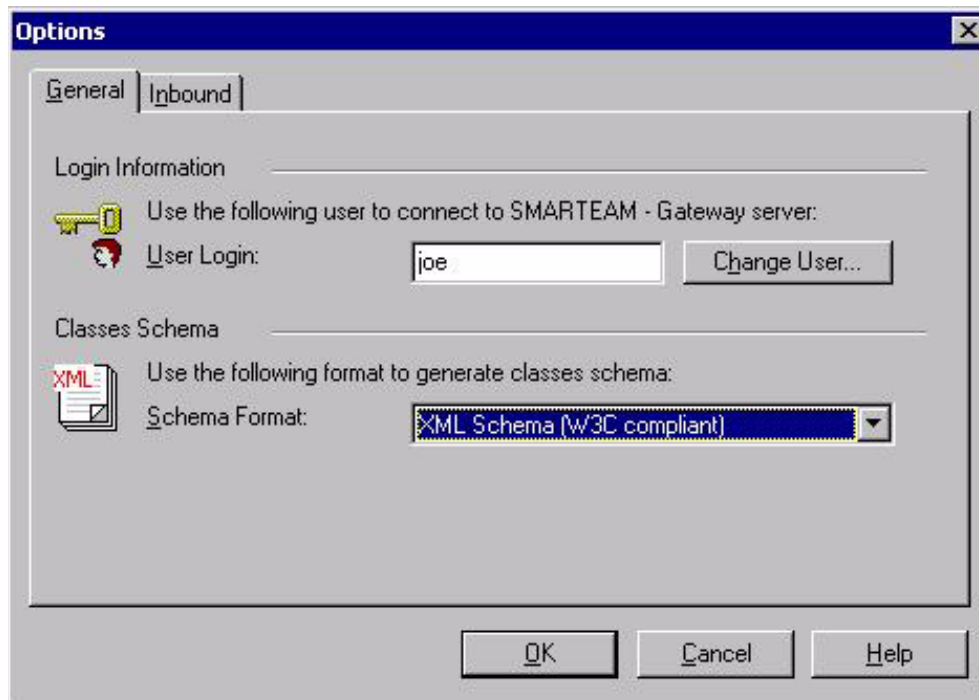 Options
General Inbound
Login Information
Use the following user to connect to SMARTEAM - Gateway server:
User Login: joe Change User...
Classes Schema
XML Use the following format to generate classes schema:
Schema Format: XML Schema (W3C compliant)
OK Cancel Help